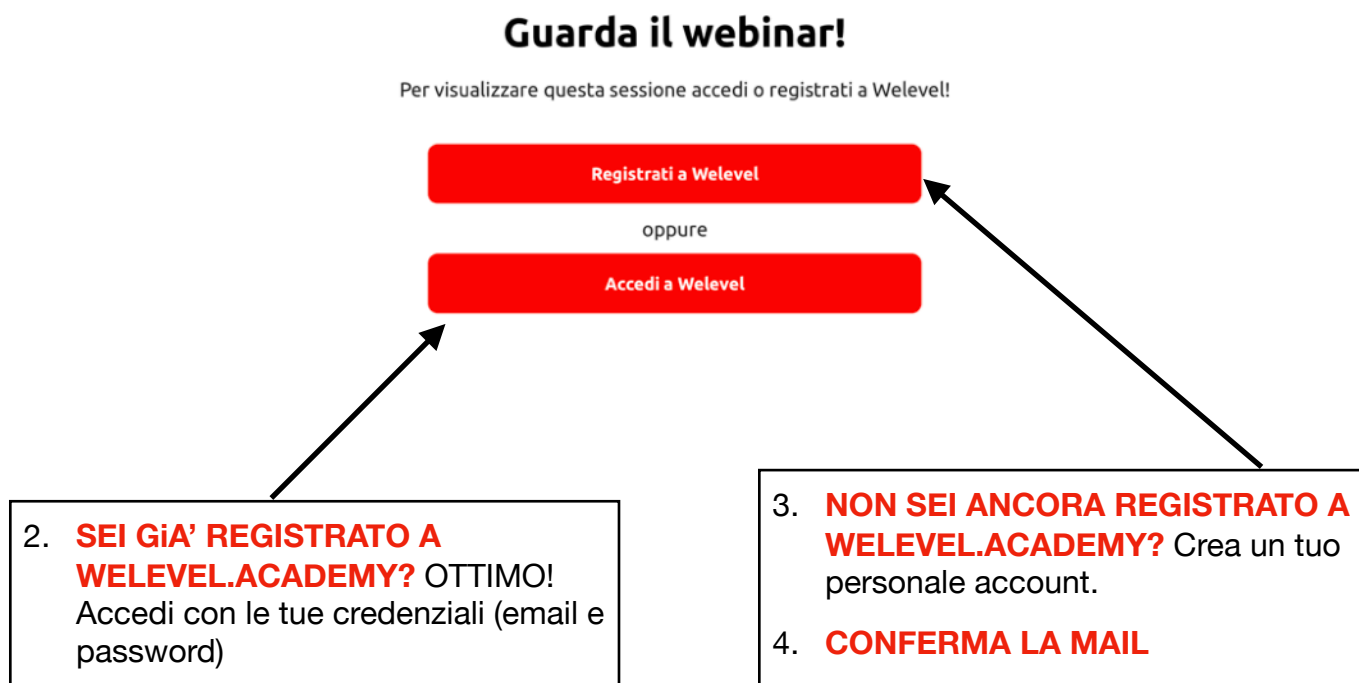 Guarda il webinar!
Per visualizzare questa sessione accedi o registrati a Welevel!
Registrati a Welevel
oppure
Accedi a Welevel
2. SEI GiA’ REGISTRATO A
WELEVEL.ACADEMY? OTTIMO!
Accedi con le tue credenziali (email e
password)
3. NON SEI ANCORA REGISTRATO A
WELEVEL.ACADEMY? Crea un tuo
personale account.
4. CONFERMA LA MAIL